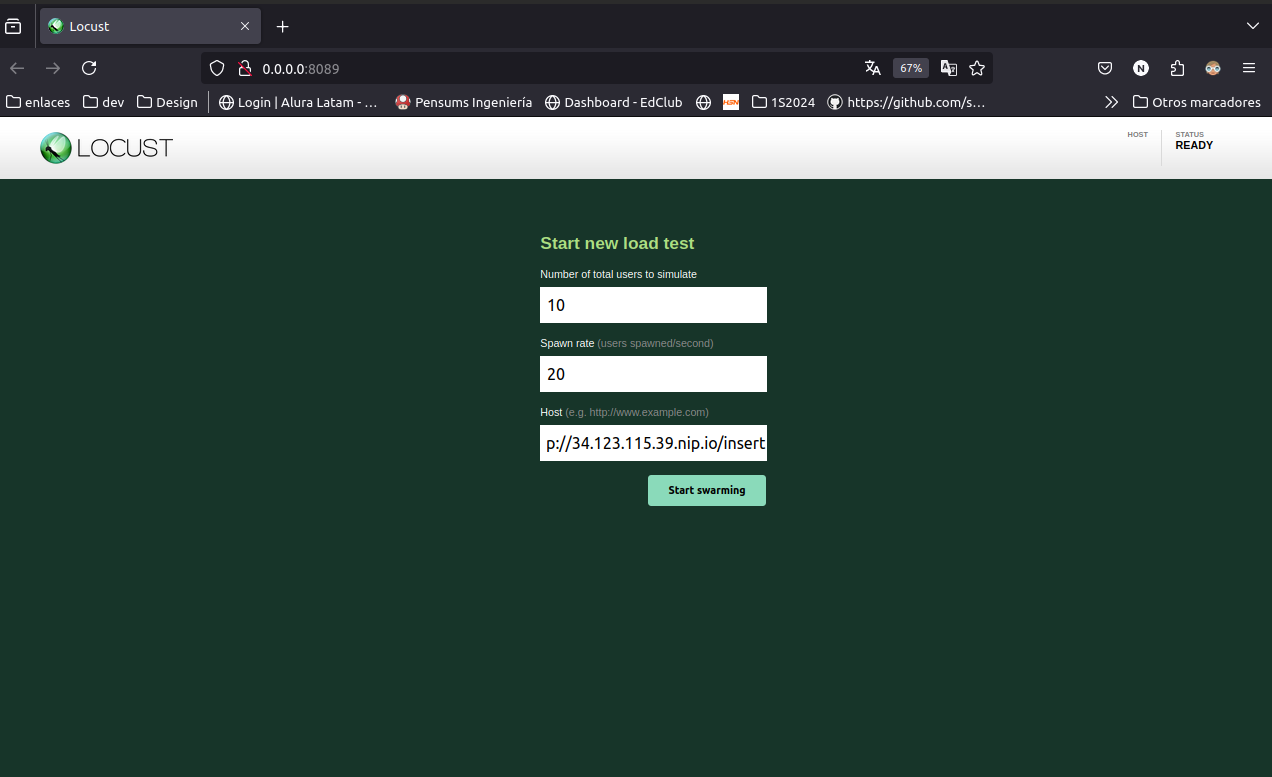 Locust
0.0.0.0:8089
67%
N
enlaces
dev
Design
Login | Alura Latam - ...
Pensums Ingeniería
Dashboard - EdClub
HSN
1S2024
https://github.com/s...
Otros marcadores
LOCUST
HOST
STATUS
READY
Start new load test
Number of total users to simulate
10
Spawn rate (users spawned/second)
20
Host (e.g. http://www.example.com)
p://34.123.115.39.nip.io/insert
Start swarming